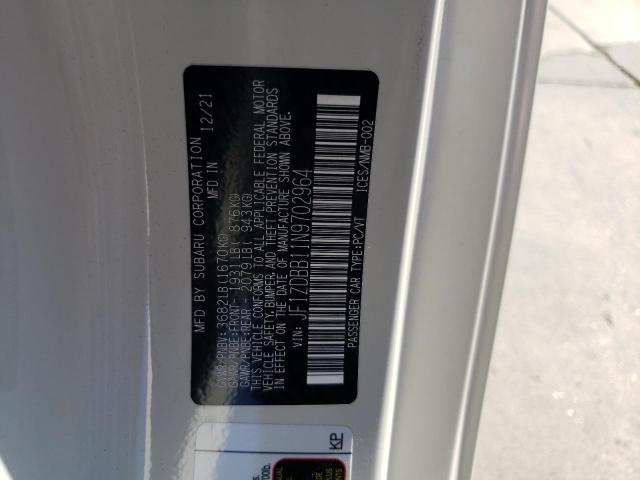 MFD BY SUBARU CORPORATION 12/21
MFD IN
GVWR/PNBV:3682LB(1670KG)
GAWR/PNBE:FRONT-1931LB( 876KG)
GAWR/PNBE:REAR - 2079LB( 943KG)
THIS VEHICLE CONFORMS TO ALL APPLICABLE FEDERAL MOTOR
VEHICLE SAFETY, BUMPER, AND THEFT PREVENTION STANDARDS
IN EFFECT ON THE DATE OF MANUFACTURE SHOWN ABOVE.
VIN: JF1ZDBB11N9702964
PASSENGER CAR TYPE:PC/VT ICES/NMB-002
KP